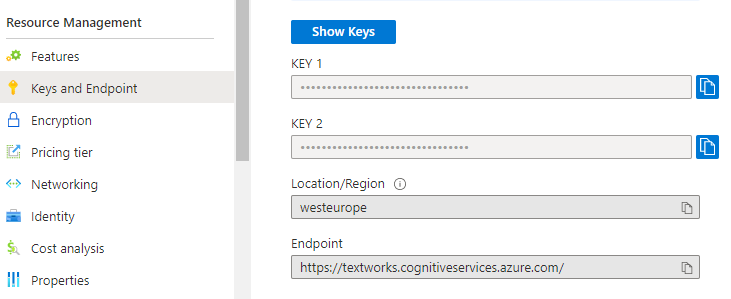 Resource Management
Features
Keys and Endpoint
Encryption
Pricing tier
Networking
Identity
Cost analysis
Properties
Show Keys
KEY 1
••••••••••••••••••••••••••••••••
KEY 2
••••••••••••••••••••••••••••••••
Location/Region
westeurope
Endpoint
https://textworks.cognitiveservices.azure.com/